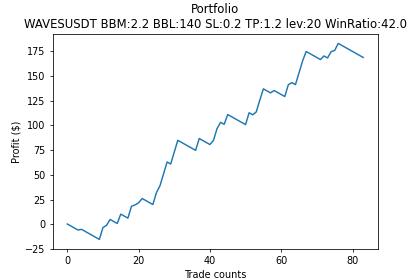 Portfolio
WAVESUSDT BBM:2.2 BBL:140 SL:0.2 TP:1.2 lev:20 WinRatio:42.0
175
150
125
100
75
50
25
0
−25
Profit ($)
0 20 40 60 80
Trade counts